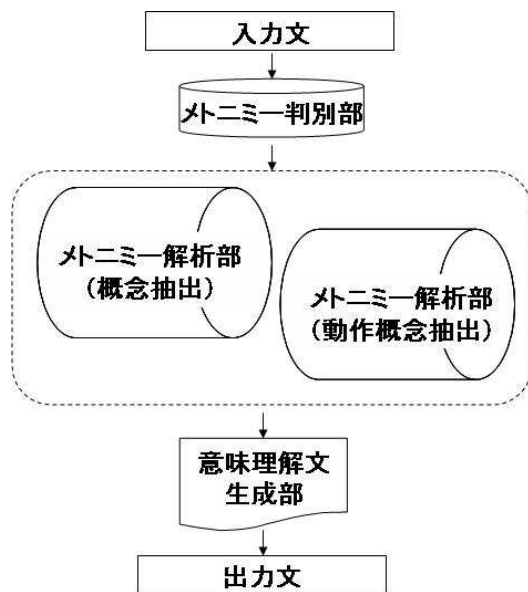 入力文
メトニミー判別部
メトニミー解析部
(概念抽出)
メトニミー解析部
(動作概念抽出)
意味理解文
生成部
出力文